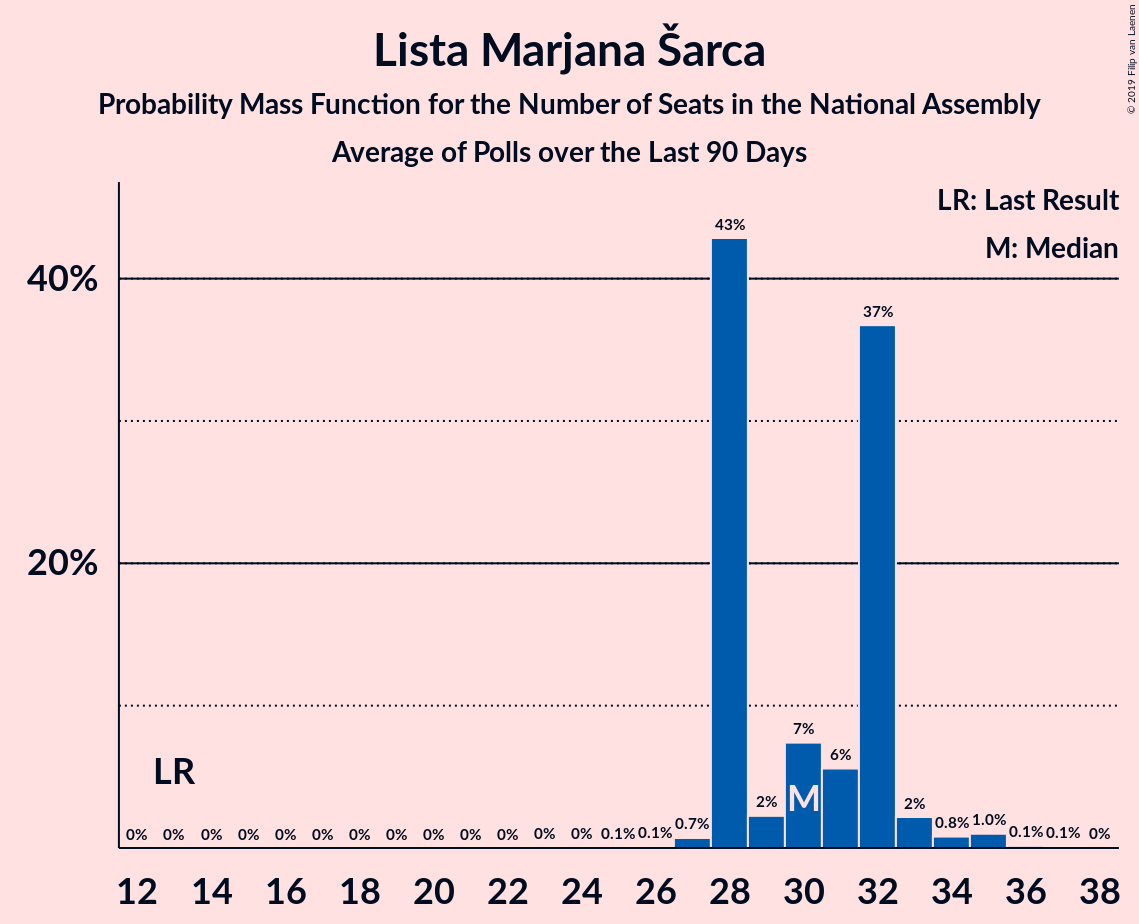 Lista Marjana Šarca
Probability Mass Function for the Number of Seats in the National Assembly
Average of Polls over the Last 90 Days
© 2019 Filip van Laenen
LR: Last Result
M: Median
40%
20%
43%
37%
7%
6%
2%
2%
0.7%
0.8%
1.0%
LR
M
0% 0% 0% 0% 0% 0% 0% 0% 0% 0% 0% 0% 0% 0.1% 0.1% 0.1% 0.1% 0%
12 14 16 18 20 22 24 26 28 30 32 34 36 38